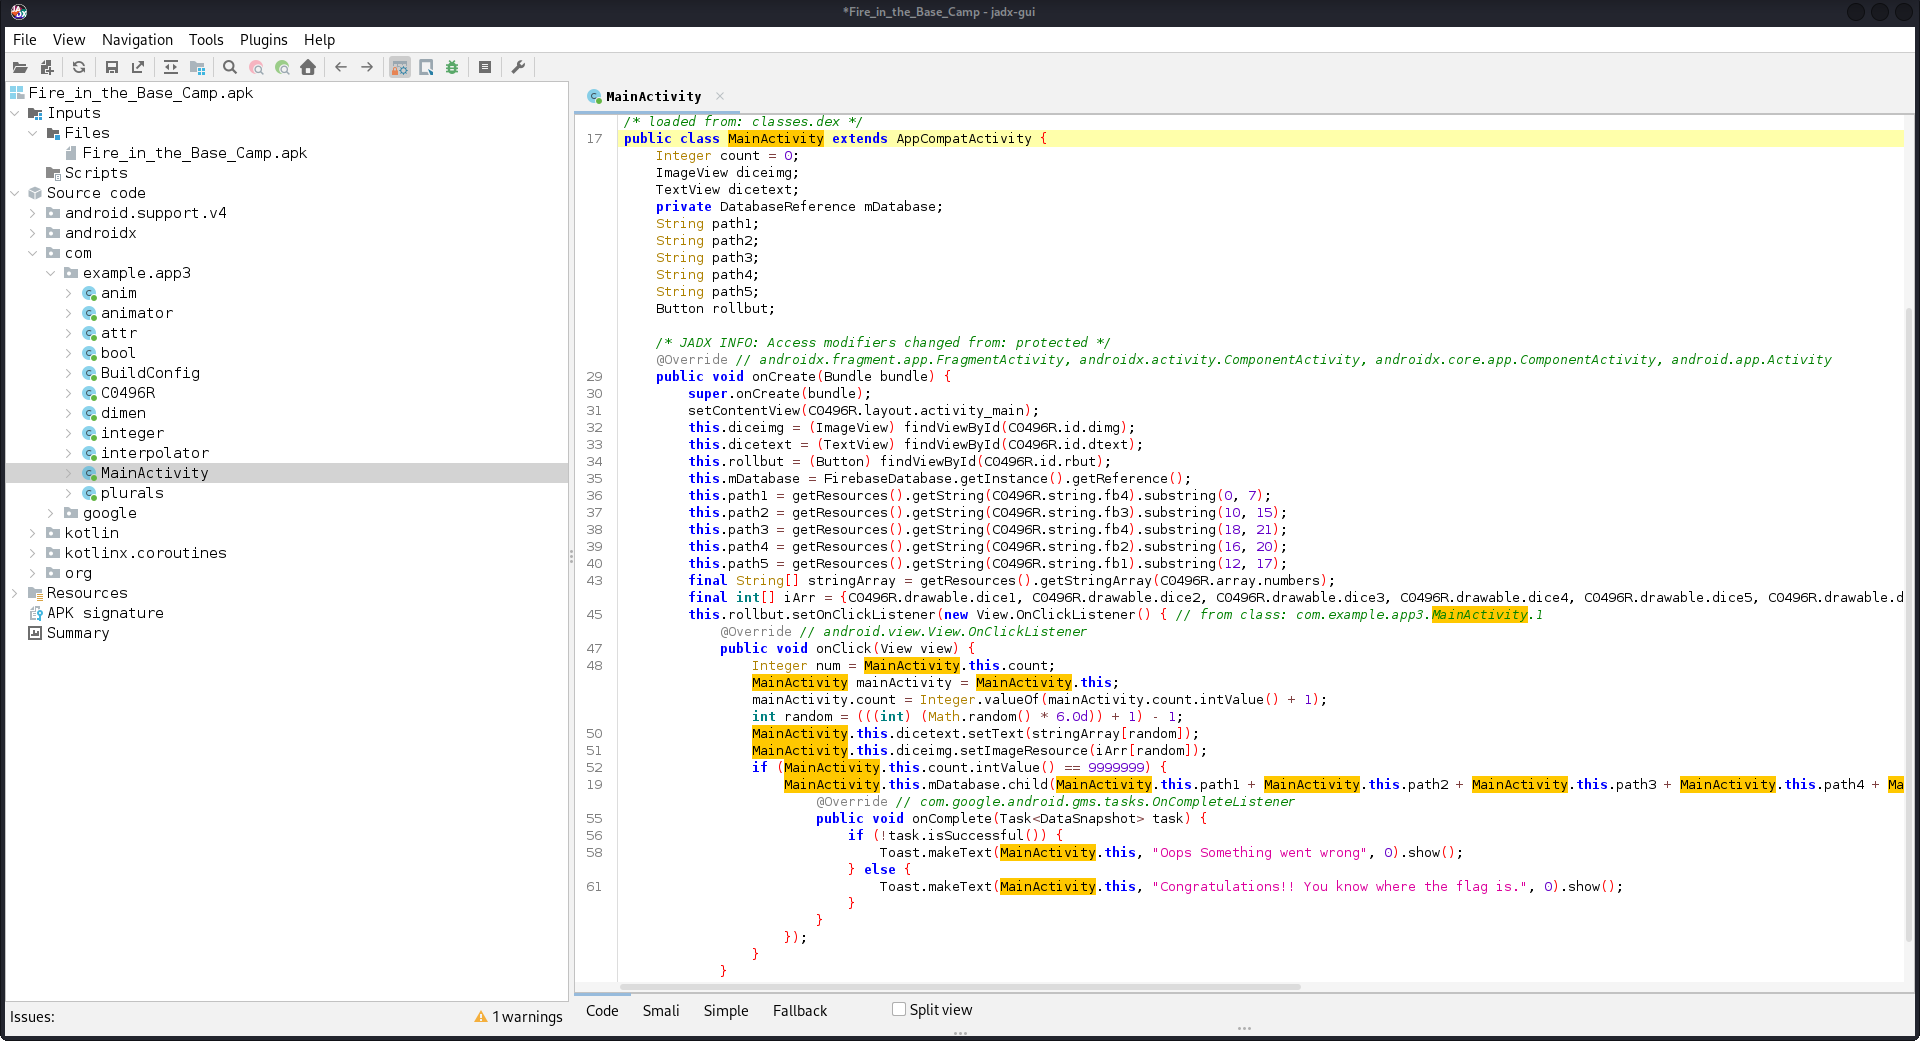 *Fire_in_the_Base_Camp - jadx-gui
File View Navigation Tools Plugins Help
Fire_in_the_Base_Camp.apk
Inputs
Files
Fire_in_the_Base_Camp.apk
Scripts
Source code
android.support.v4
androidx
com
example.app3
anim
animator
attr
bool
BuildConfig
C0496R
dimen
integer
interpolator
MainActivity
plurals
google
kotlin
kotlinx.coroutines
org
Resources
APK signature
Summary
Issues: 1 warnings
MainActivity
/* loaded from: classes.dex */
17 public class MainActivity extends AppCompatActivity {
Integer count = 0;
ImageView diceimg;
TextView dicetext;
private DatabaseReference mDatabase;
String path1;
String path2;
String path3;
String path4;
String path5;
Button rollbut;
/* JADX INFO: Access modifiers changed from: protected */
@Override // androidx.fragment.app.FragmentActivity, androidx.activity.ComponentActivity, androidx.core.app.ComponentActivity, android.app.Activity
29 public void onCreate(Bundle bundle) {
30 super.onCreate(bundle);
31 setContentView(C0496R.layout.activity_main);
32 this.diceimg = (ImageView) findViewById(C0496R.id.dimg);
33 this.dicetext = (TextView) findViewById(C0496R.id.dtext);
34 this.rollbut = (Button) findViewById(C0496R.id.rbut);
35 this.mDatabase = FirebaseDatabase.getInstance().getReference();
36 this.path1 = getResources().getString(C0496R.string.fb4).substring(0, 7);
37 this.path2 = getResources().getString(C0496R.string.fb3).substring(10, 15);
38 this.path3 = getResources().getString(C0496R.string.fb4).substring(18, 21);
39 this.path4 = getResources().getString(C0496R.string.fb2).substring(16, 20);
40 this.path5 = getResources().getString(C0496R.string.fb1).substring(12, 17);
43 final String[] stringArray = getResources().getStringArray(C0496R.array.numbers);
final int[] iArr = {C0496R.drawable.dice1, C0496R.drawable.dice2, C0496R.drawable.dice3, C0496R.drawable.dice4, C0496R.drawable.dice5, C0496R.drawable.d
45 this.rollbut.setOnClickListener(new View.OnClickListener() { // from class: com.example.app3.MainActivity.1
@Override // android.view.View.OnClickListener
47 public void onClick(View view) {
48 Integer num = MainActivity.this.count;
MainActivity mainActivity = MainActivity.this;
mainActivity.count = Integer.valueOf(mainActivity.count.intValue() + 1);
int random = (((int) (Math.random() * 6.0d)) + 1) - 1;
50 MainActivity.this.dicetext.setText(stringArray[random]);
51 MainActivity.this.diceimg.setImageResource(iArr[random]);
52 if (MainActivity.this.count.intValue() == 9999999) {
19 MainActivity.this.mDatabase.child(MainActivity.this.path1 + MainActivity.this.path2 + MainActivity.this.path3 + MainActivity.this.path4 + Ma
@Override // com.google.android.gms.tasks.OnCompleteListener
55 public void onComplete(Task<DataSnapshot> task) {
56 if (!task.isSuccessful()) {
58 Toast.makeText(MainActivity.this, "Oops Something went wrong", 0).show();
} else {
61 Toast.makeText(MainActivity.this, "Congratulations!! You know where the flag is.", 0).show();
}
}
});
}
}
Code Smali Simple Fallback Split view